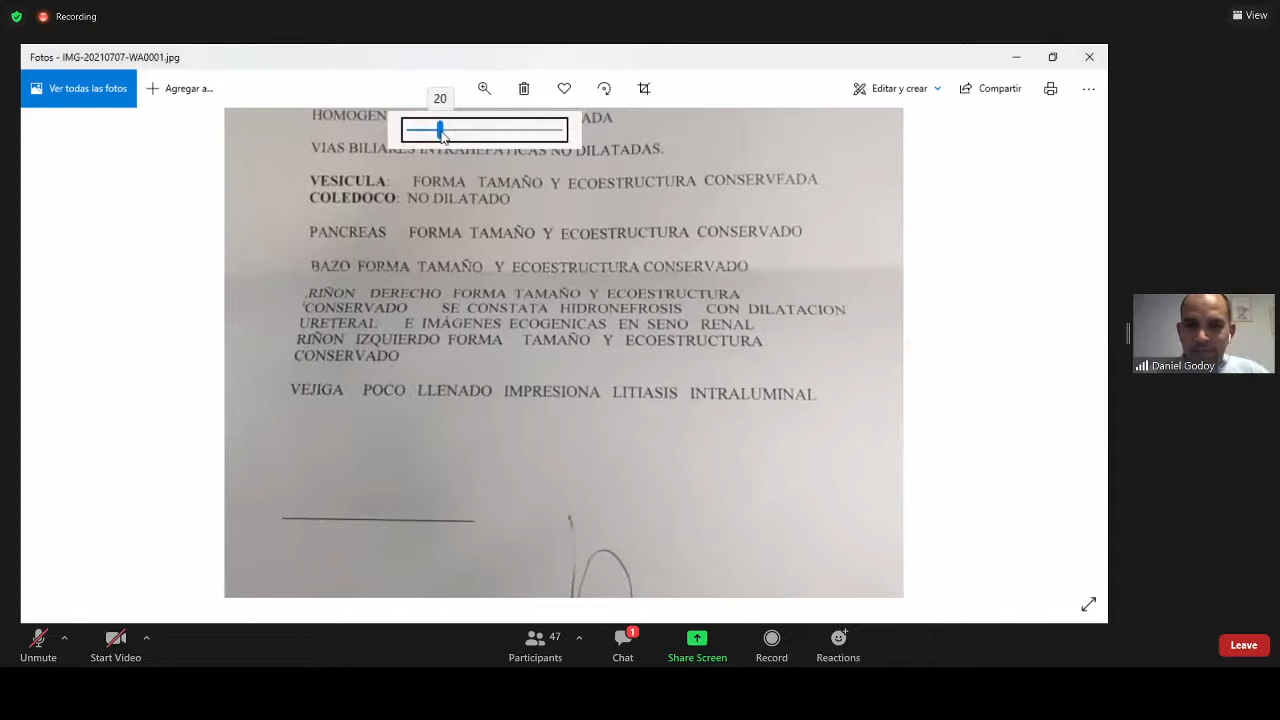 Recording
View
Fotos - IMG-20210707-WA0001.jpg
Ver todas las fotos
Agregar a...
Editar y crear
Compartir
20
HOMOGEN
ADA
VIAS BILIARES INTRAHEPATICAS NO DILATADAS.
VESICULA: FORMA TAMAÑO Y ECOESTRUCTURA CONSERVFADA
COLEDOCO: NO DILATADO
PANCREAS FORMA TAMAÑO Y ECOESTRUCTURA CONSERVADO
BAZO FORMA TAMAÑO Y ECOESTRUCTURA CONSERVADO
.RIÑON DERECHO FORMA TAMAÑO Y ECOESTRUCTURA
'CONSERVADO SE CONSTATA HIDRONEFROSIS CON DILATACION
URETERAL E IMÁGENES ECOGENICAS EN SENO RENAL
RIÑON IZQUIERDO FORMA TAMAÑO Y ECOESTRUCTURA
CONSERVADO
VEJIGA POCO LLENADO IMPRESIONA LITIASIS INTRALUMINAL
Daniel Godoy
Unmute
Start Video
47
Participants
1
Chat
Share Screen
Record
Reactions
Leave